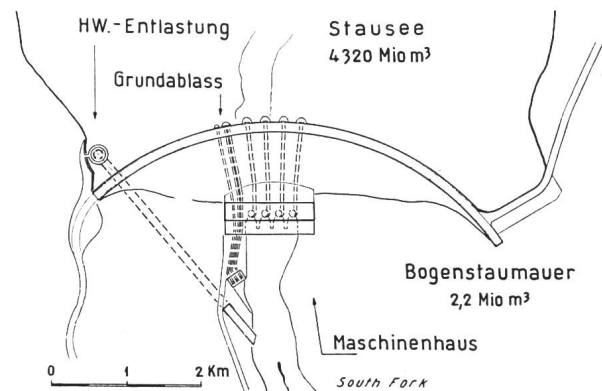 HW.-Entlastung
Stausee
4320 Mio m³
Grundablass
Bogenstaumauer
2,2 Mio m³
Maschinenhaus
0 1 2 Km
South Fork